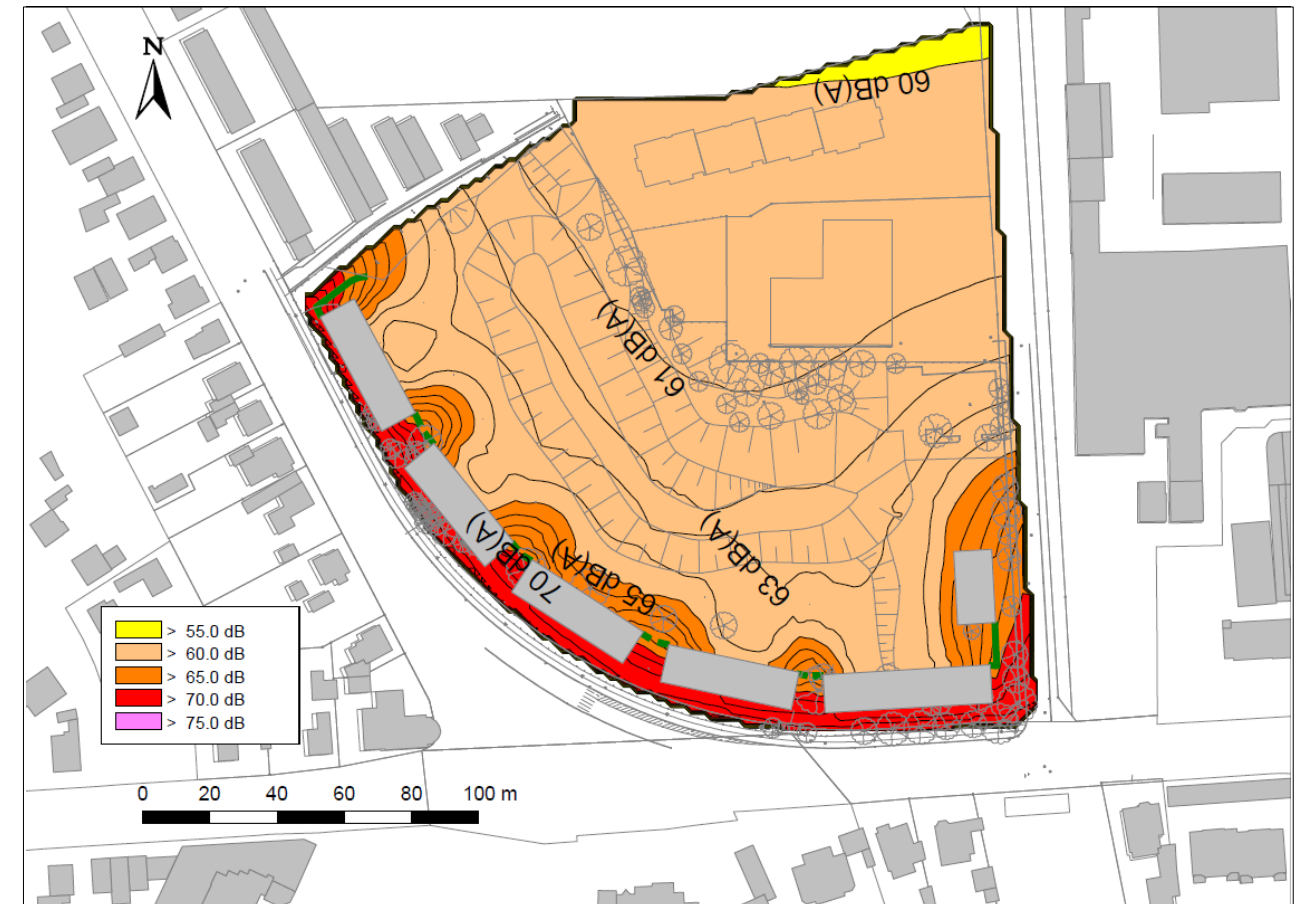 N
60 dB(A)
61 dB(A)
63 dB(A)
65 dB(A)
70 dB(A)
> 55.0 dB
> 60.0 dB
> 65.0 dB
> 70.0 dB
> 75.0 dB
0 20 40 60 80 100 m